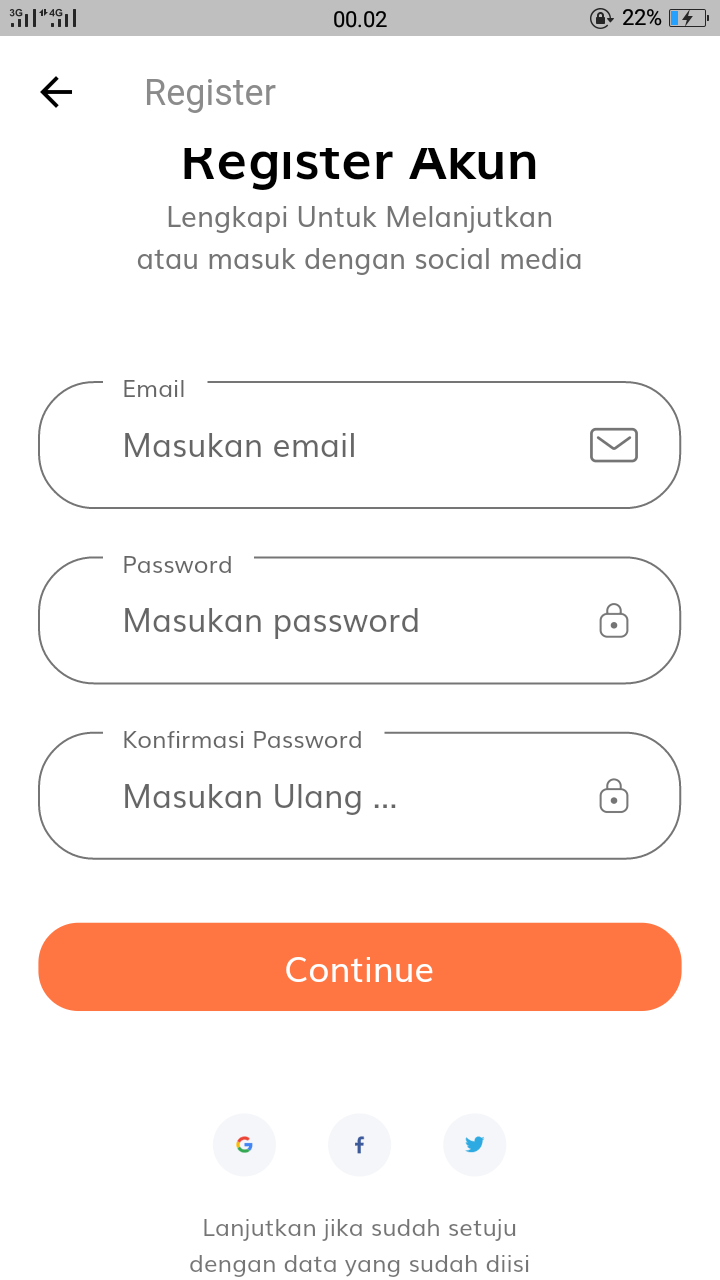 3G 4G 00.02 22%
Register
Register Akun
Lengkapi Untuk Melanjutkan
atau masuk dengan social media
Email
Masukan email
Password
Masukan password
Konfirmasi Password
Masukan Ulang ...
Continue
Lanjutkan jika sudah setuju
dengan data yang sudah diisi